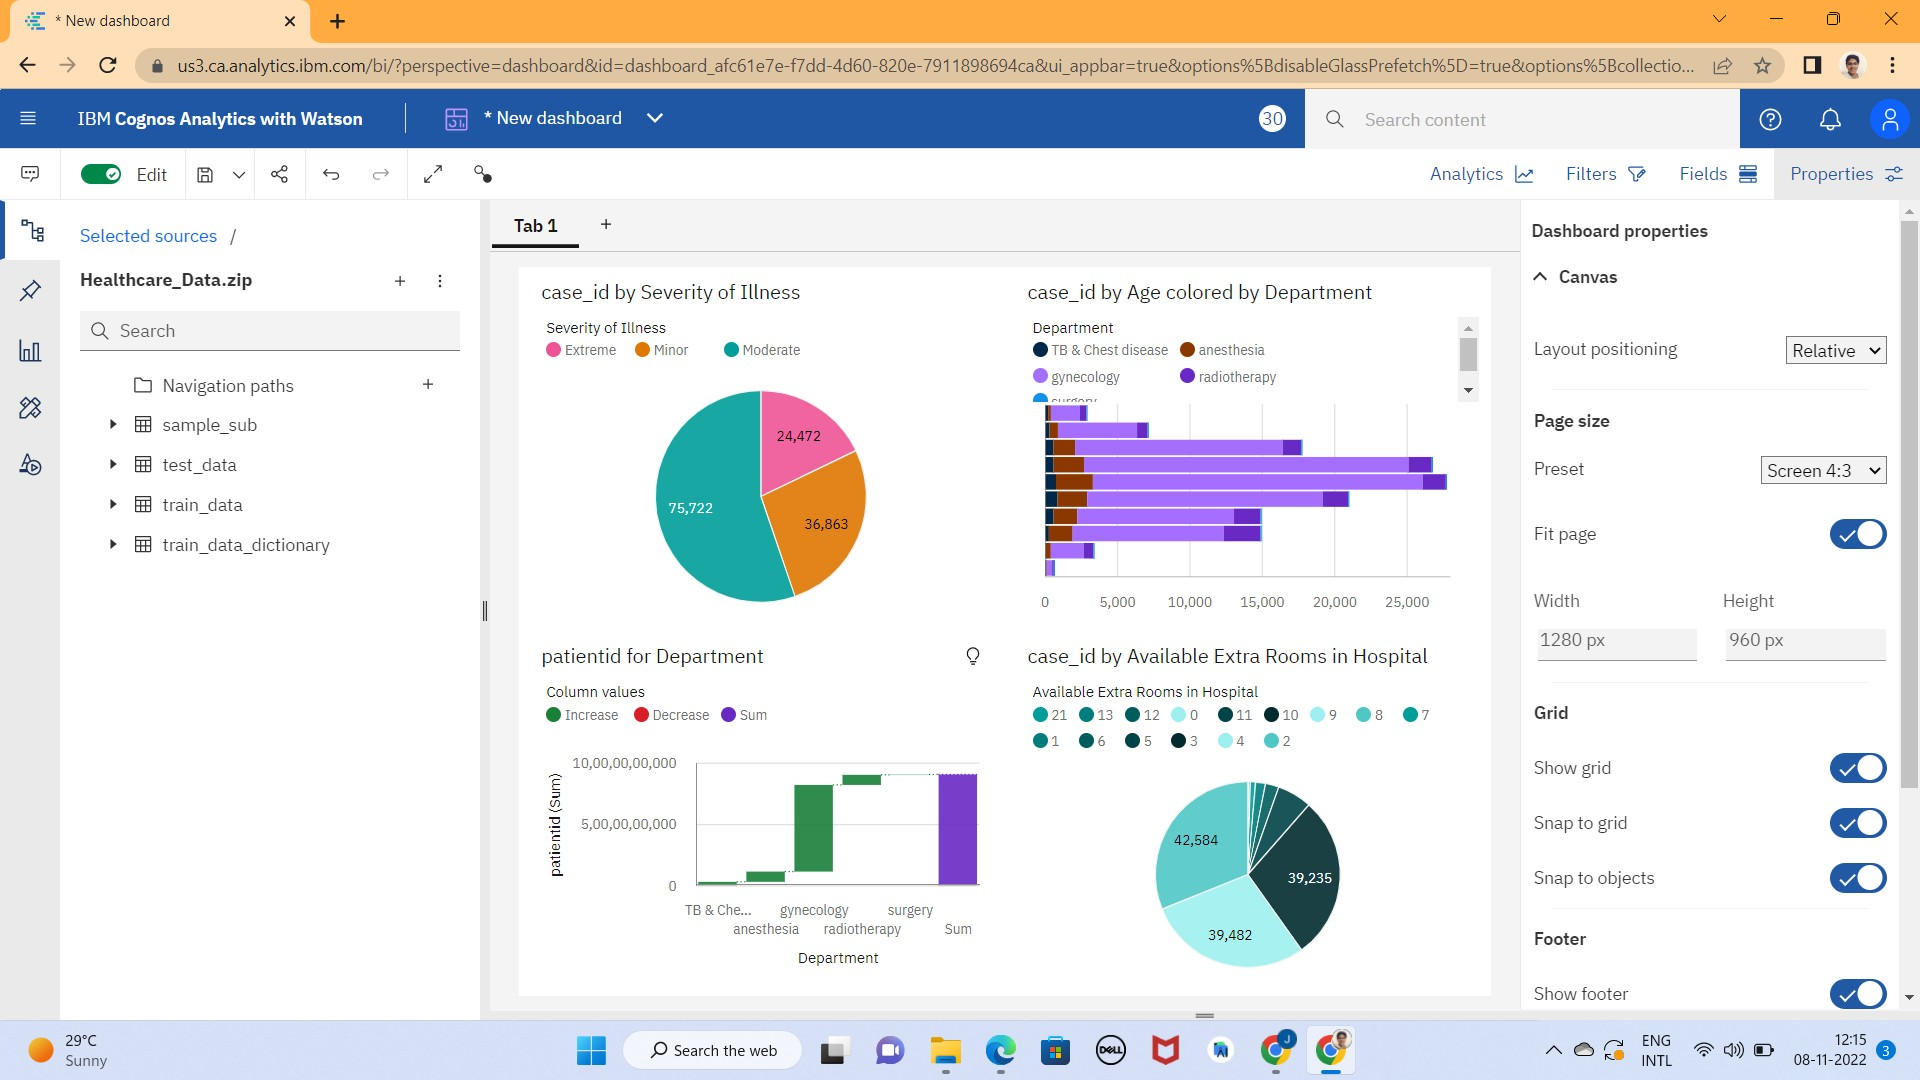 * New dashboard
us3.ca.analytics.ibm.com/bi/?perspective=dashboard&id=dashboard_afc61e7e-f7dd-4d60-820e-7911898694ca&ui_appbar=true&options%5BdisableGlassPrefetch%5D=true&options%5Bcollectio...
IBM Cognos Analytics with Watson
* New dashboard
30
Search content
Edit
Analytics
Filters
Fields
Properties
Selected sources /
Healthcare_Data.zip
Search
Navigation paths
sample_sub
test_data
train_data
train_data_dictionary
Tab 1
case_id by Severity of Illness
Severity of Illness
Extreme Minor Moderate
24,472
75,722
36,863
case_id by Age colored by Department
Department
TB & Chest disease anesthesia
gynecology radiotherapy
surgery
0 5,000 10,000 15,000 20,000 25,000
patientid for Department
Column values
Increase Decrease Sum
patientid (Sum)
10,00,00,00,000
5,00,00,00,000
0
TB & Che... gynecology surgery
anesthesia radiotherapy Sum
Department
case_id by Available Extra Rooms in Hospital
Available Extra Rooms in Hospital
21 13 12 0 11 10 9 8 7
1 6 5 3 4 2
42,584
39,235
39,482
Dashboard properties
Canvas
Layout positioning Relative
Page size
Preset Screen 4:3
Fit page
Width Height
1280 px 960 px
Grid
Show grid
Snap to grid
Snap to objects
Footer
Show footer
29°C
Sunny
Search the web
DELL
J
ENG
INTL
12:15
08-11-2022
3